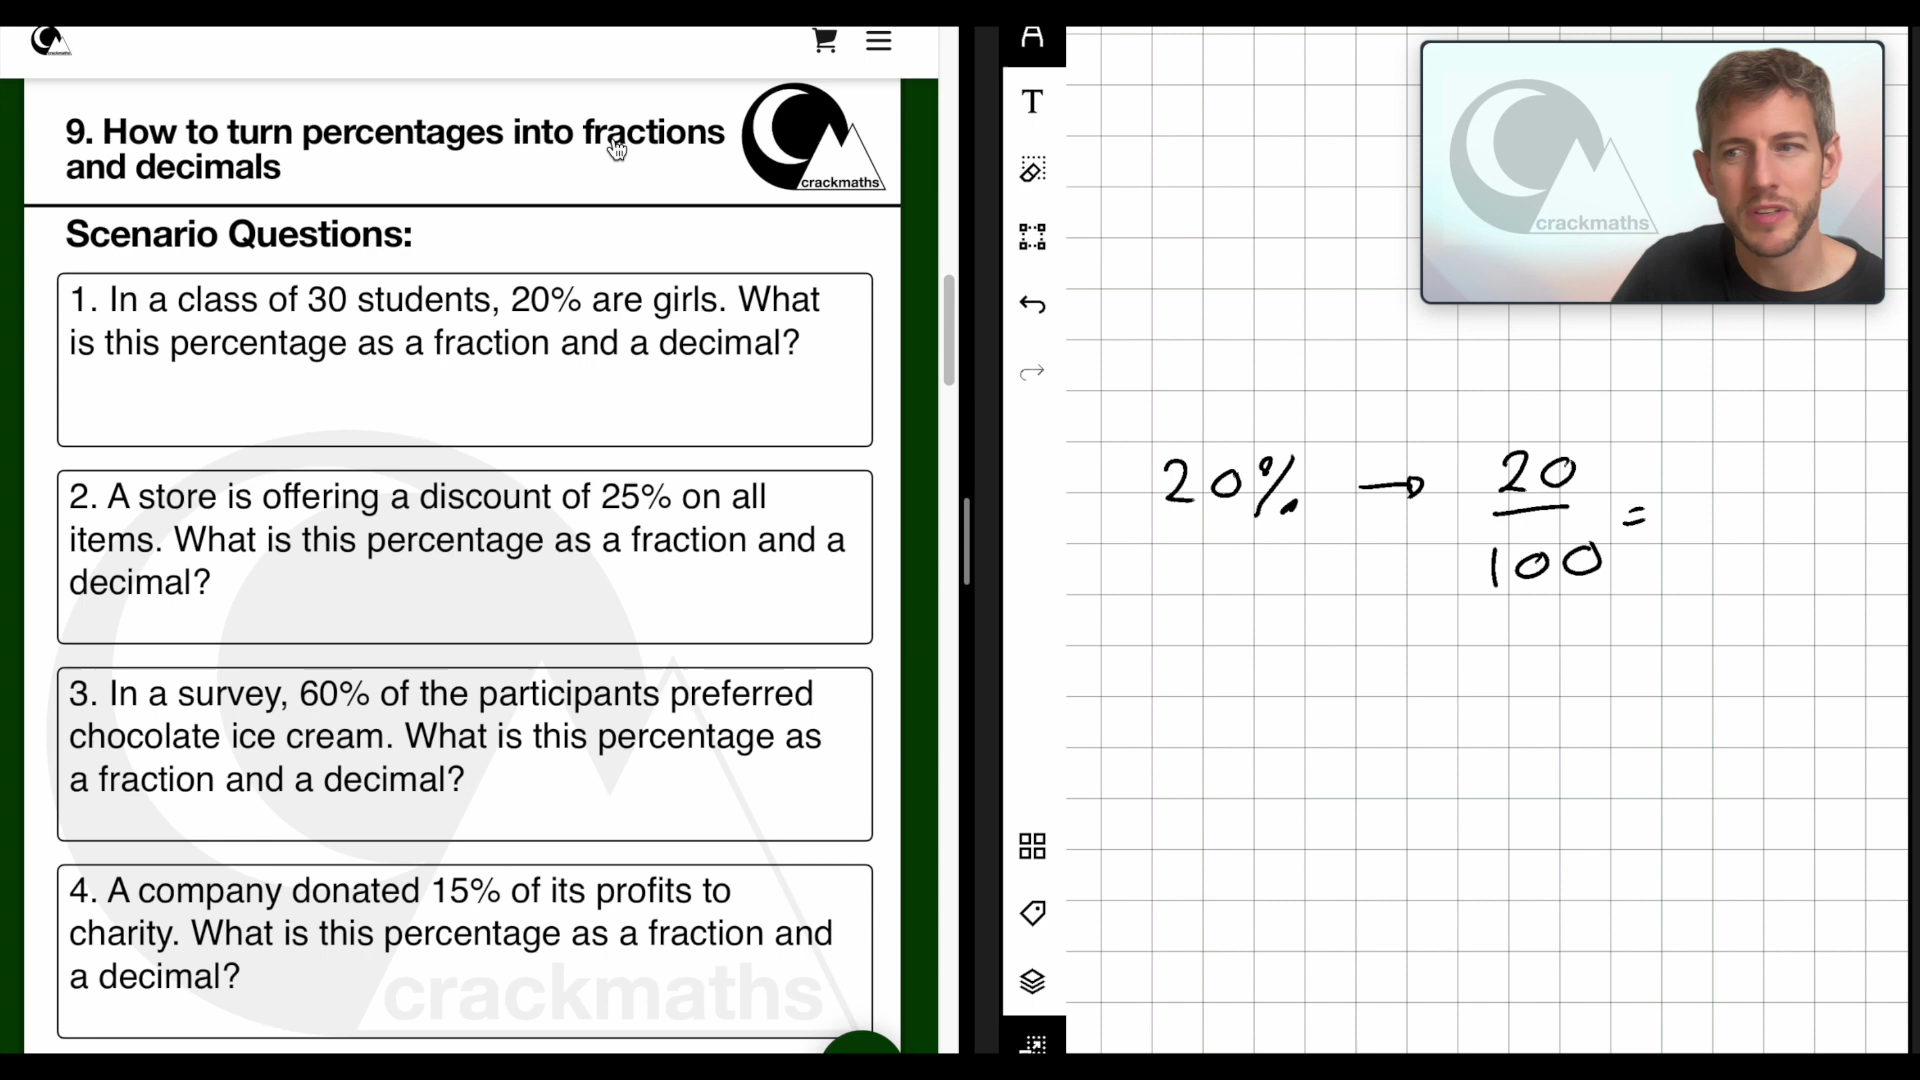 9. How to turn percentages into fractions
and decimals
crackmaths
Scenario Questions:
1. In a class of 30 students, 20% are girls. What
is this percentage as a fraction and a decimal?
2. A store is offering a discount of 25% on all
items. What is this percentage as a fraction and a
decimal?
3. In a survey, 60% of the participants preferred
chocolate ice cream. What is this percentage as
a fraction and a decimal?
4. A company donated 15% of its profits to
charity. What is this percentage as a fraction and
a decimal?
crackmaths
T
crackmaths
20% → 20
100 =